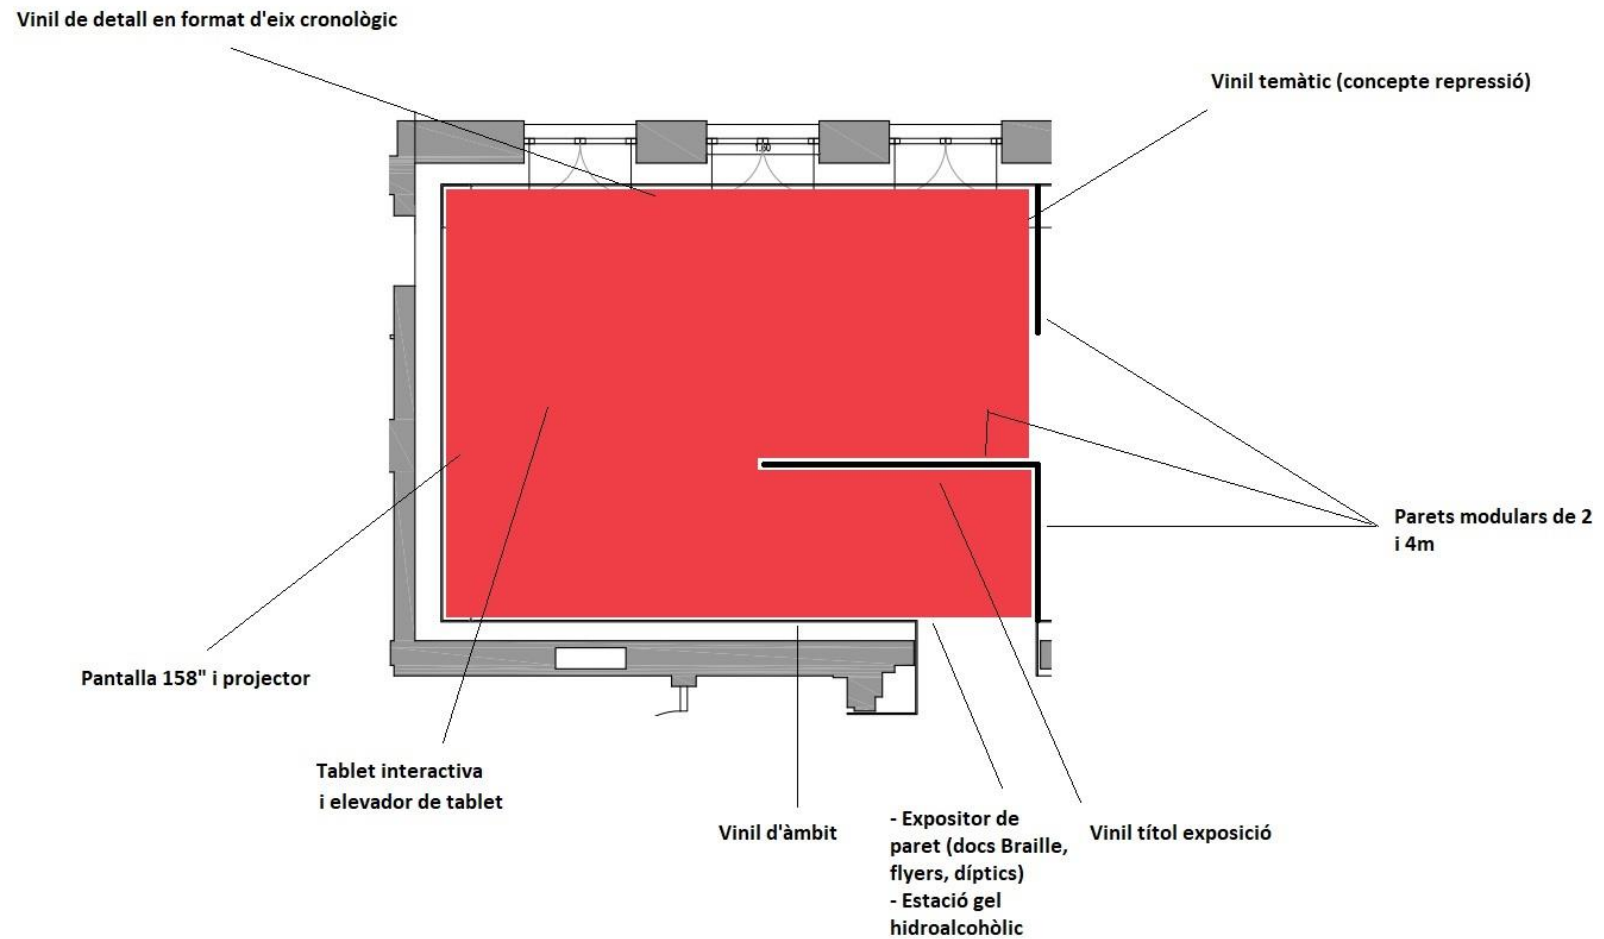 Vinil de detall en format d'eix cronològic
Vinil temàtic (concepte repressió)
1.80
Parets modulars de 2
i 4m
Pantalla 158" i projector
Tablet interactiva
i elevador de tablet
Vinil d'àmbit
- Expositor de
paret (docs Braille,
flyers, díptics)
- Estació gel
hidroalcohòlic
Vinil títol exposició